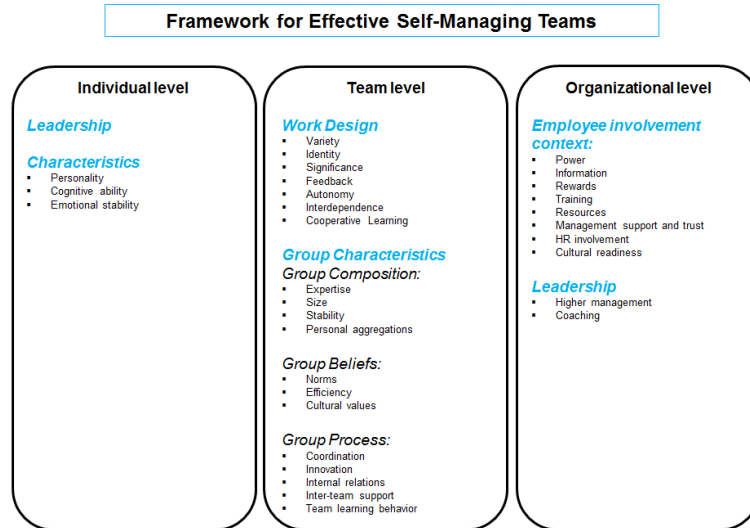 Framework for Effective Self-Managing Teams
Individual level
Leadership
Characteristics
Personality
Cognitive ability
Emotional stability
Team level
Work Design
Variety
Identity
Significance
Feedback
Autonomy
Interdependence
Cooperative Learning
Group Characteristics
Group Composition:
Expertise
Size
Stability
Personal aggregations
Group Beliefs:
Norms
Efficiency
Cultural values
Group Process:
Coordination
Innovation
Internal relations
Inter-team support
Team learning behavior
Organizational level
Employee involvement
context:
Power
Information
Rewards
Training
Resources
Management support and trust
HR involvement
Cultural readiness
Leadership
Higher management
Coaching